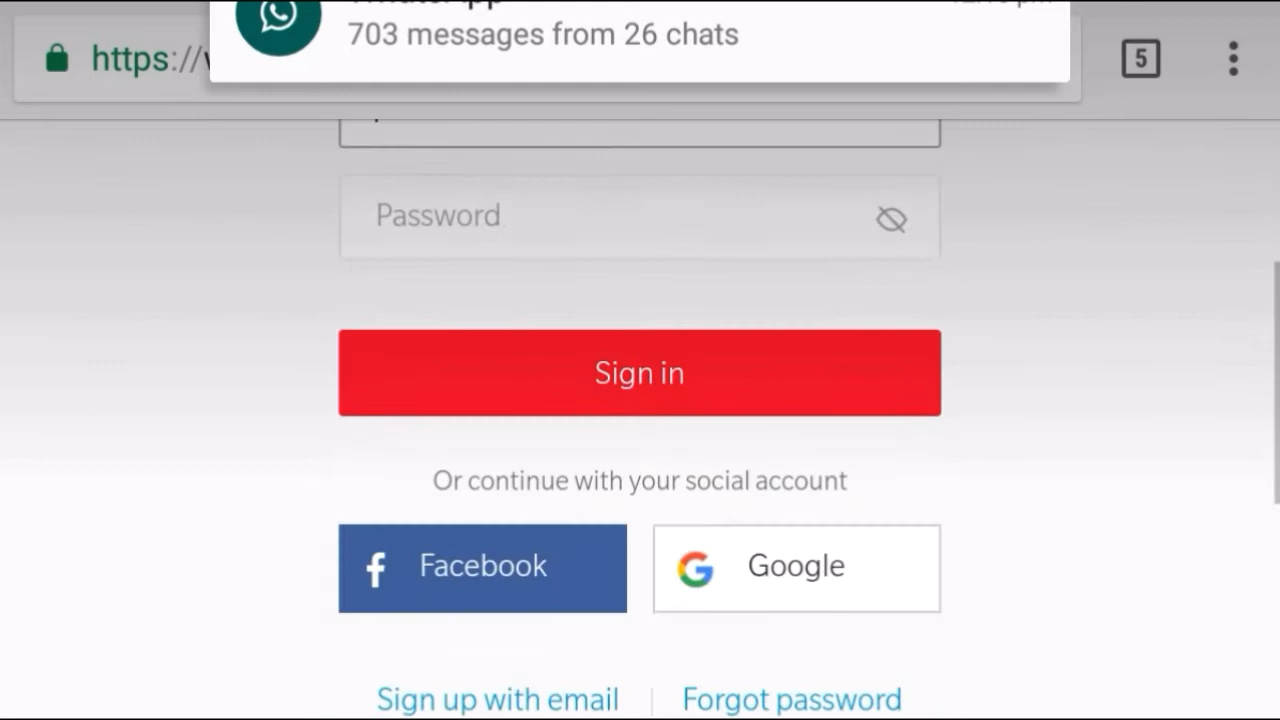 703 messages from 26 chats
https://
5
Password
Sign in
Or continue with your social account
f Facebook
G Google
Sign up with email | Forgot password